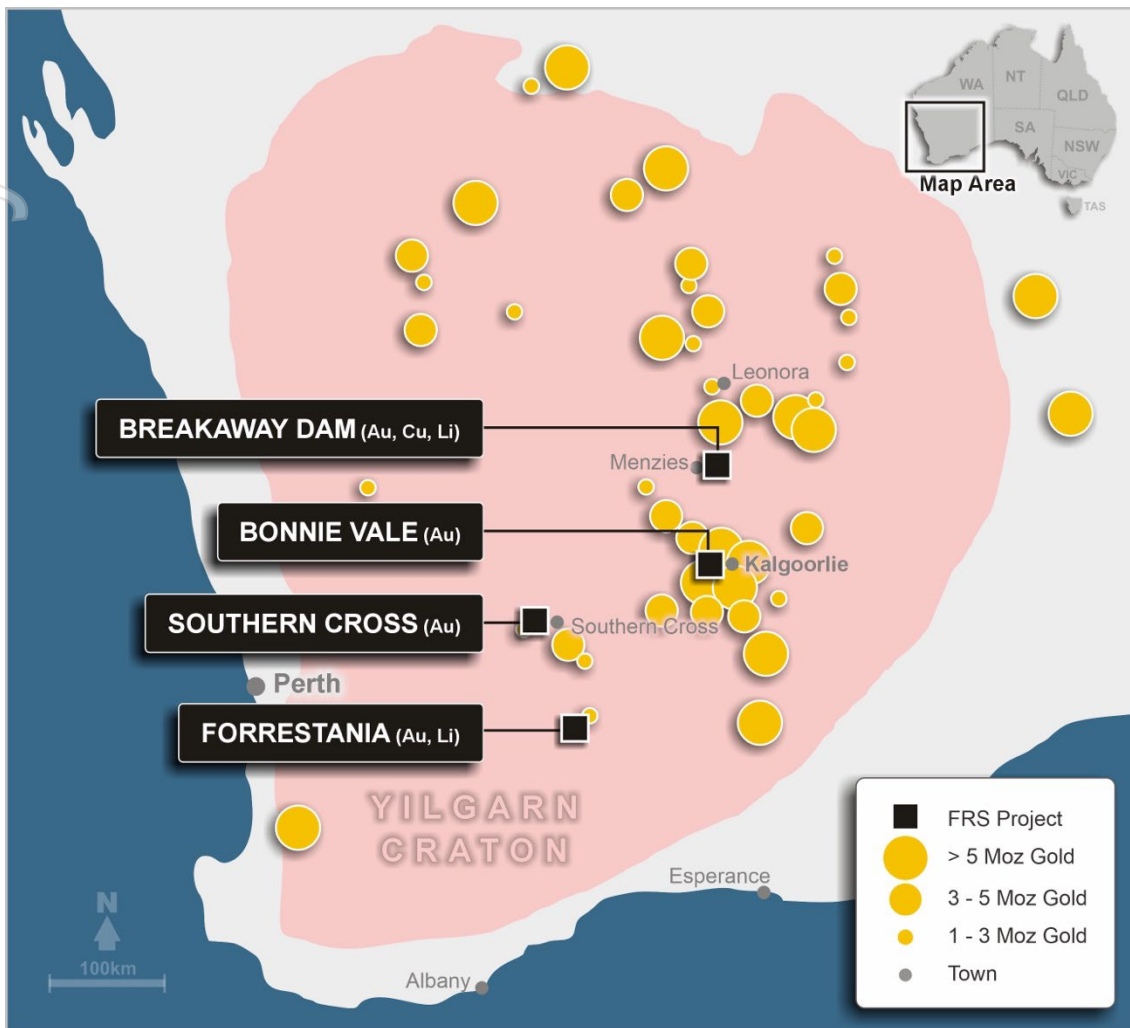 WA
NT
QLD
SA
NSW
VIC
TAS
Map Area
Leonora
BREAKAWAY DAM (Au, Cu, Li)
Menzies
BONNIE VALE (Au)
Kalgoorlie
SOUTHERN CROSS (Au)
Southern Cross
Perth
FORRESTANIA (Au, Li)
YILGARN
CRATON
Esperance
Albany
N
100km
FRS Project
> 5 Moz Gold
3 - 5 Moz Gold
1 - 3 Moz Gold
Town